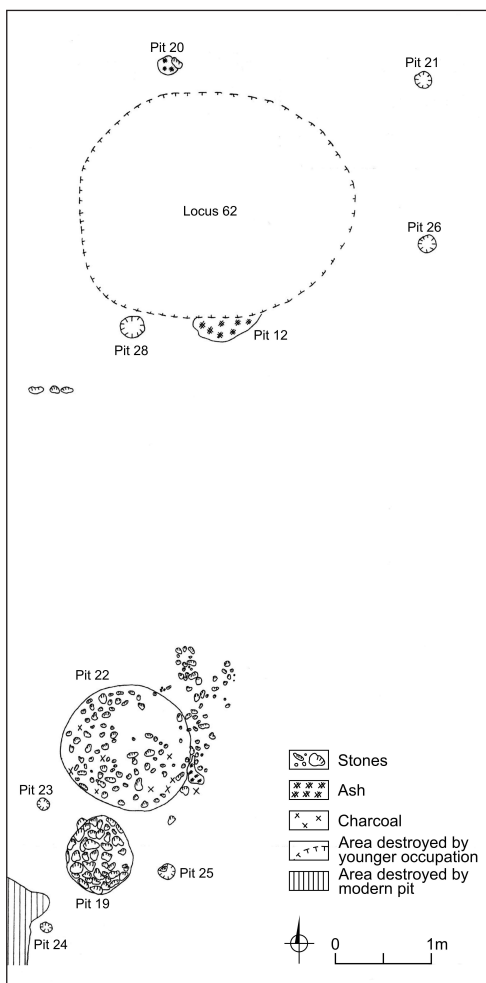 Pit 20
Pit 21
Locus 62
Pit 26
Pit 28
Pit 12
Pit 22
Stones
Ash
Charcoal
Area destroyed by
younger occupation
Area destroyed by
modern pit
Pit 23
Pit 25
Pit 19
Pit 24
0
1m